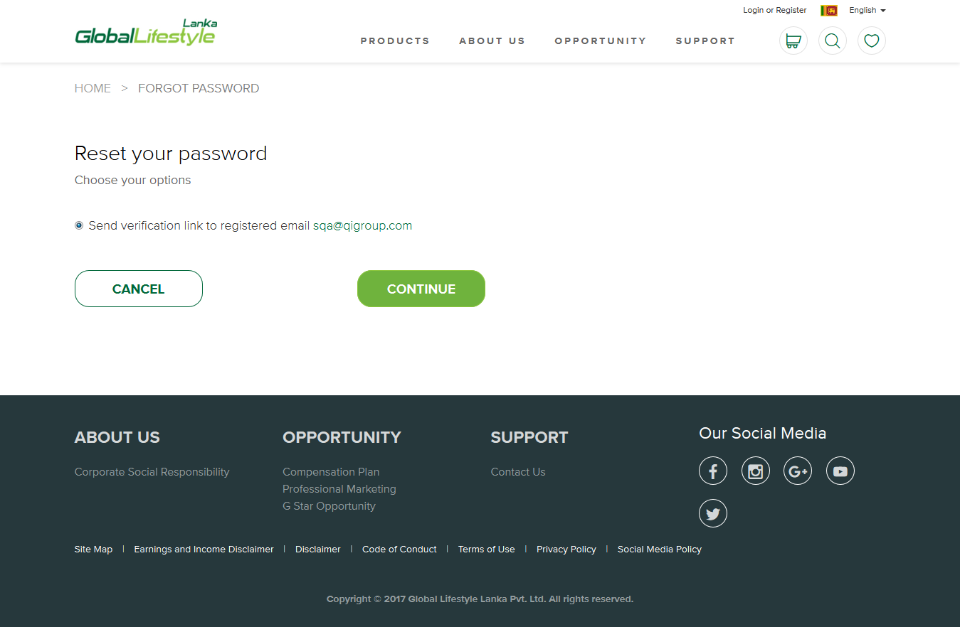 Login or Register English
Lanka
GlobalLifestyle
PRODUCTS ABOUT US OPPORTUNITY SUPPORT
HOME > FORGOT PASSWORD
Reset your password
Choose your options
Send verification link to registered email sqa@qigroup.com
CANCEL CONTINUE
ABOUT US OPPORTUNITY SUPPORT Our Social Media
Corporate Social Responsibility Compensation Plan Contact Us
Professional Marketing
G Star Opportunity
Site Map | Earnings and Income Disclaimer | Disclaimer | Code of Conduct | Terms of Use | Privacy Policy | Social Media Policy
Copyright © 2017 Global Lifestyle Lanka Pvt. Ltd. All rights reserved.